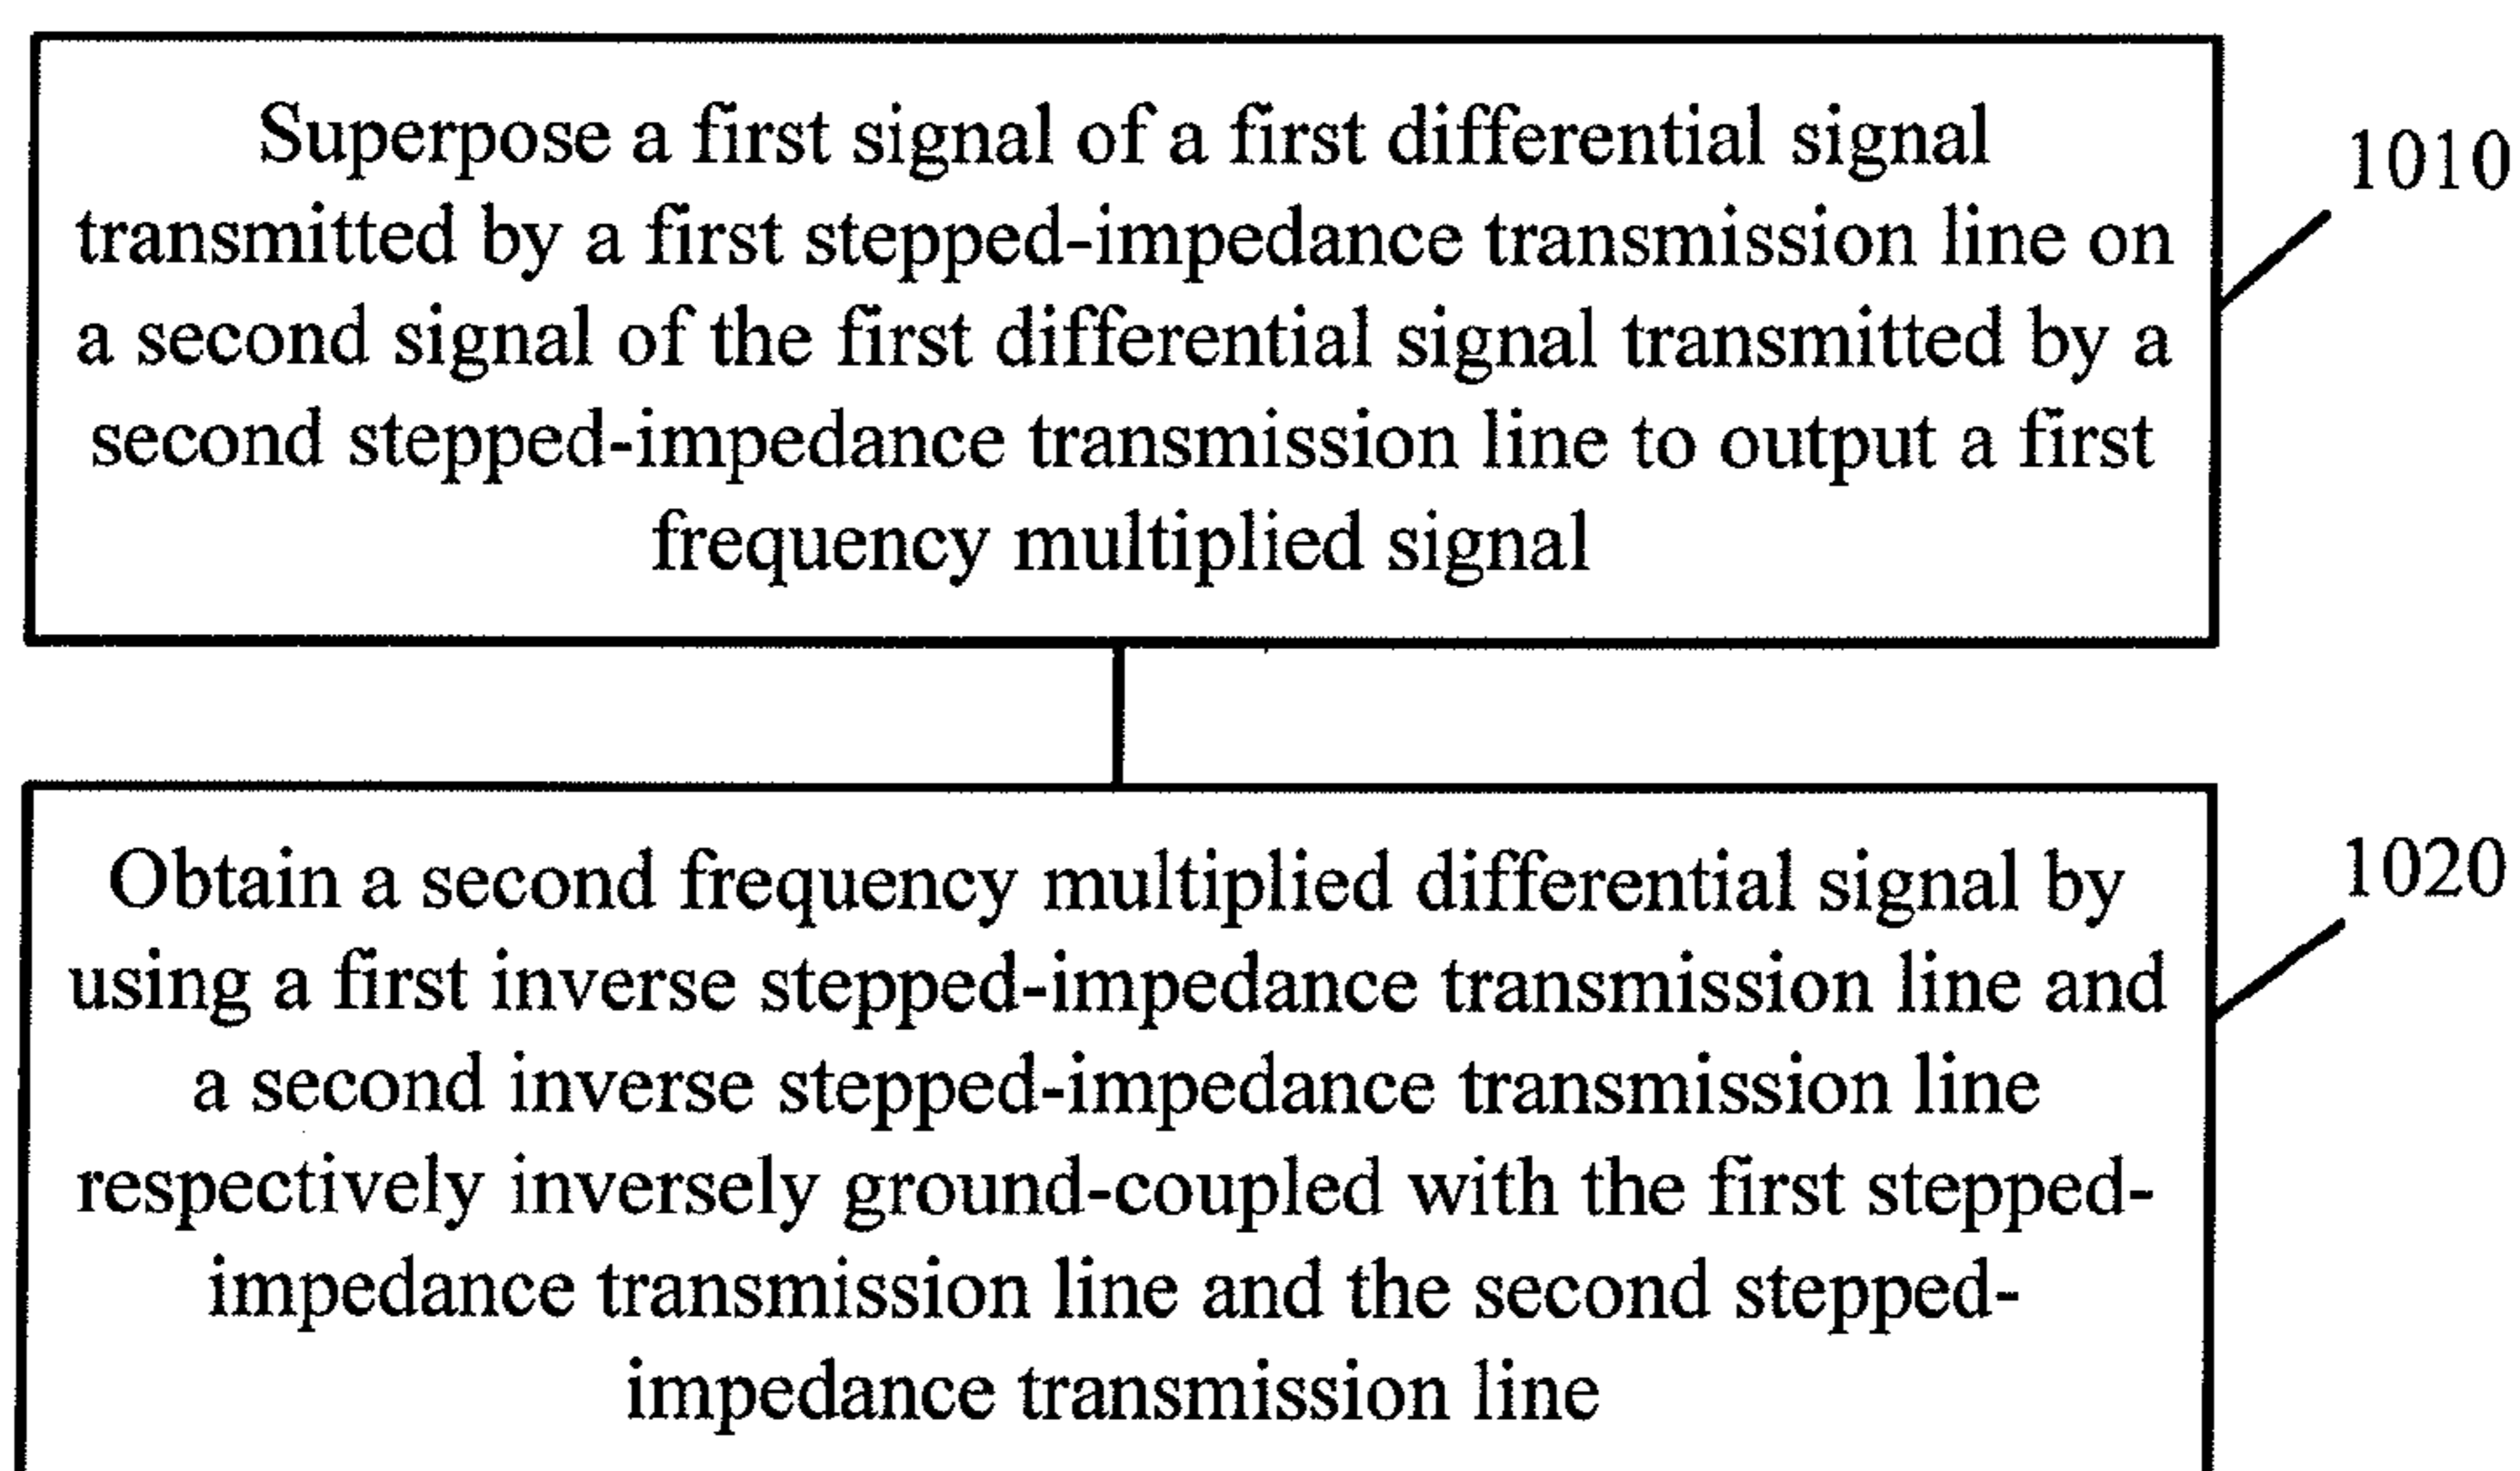 Superpose a first signal of a first differential signal
transmitted by a first stepped-impedance transmission line on
a second signal of the first differential signal transmitted by a
second stepped-impedance transmission line to output a first
frequency multiplied signal
1010
Obtain a second frequency multiplied differential signal by
using a first inverse stepped-impedance transmission line and
a second inverse stepped-impedance transmission line
respectively inversely ground-coupled with the first stepped-
impedance transmission line and the second stepped-
impedance transmission line
1020